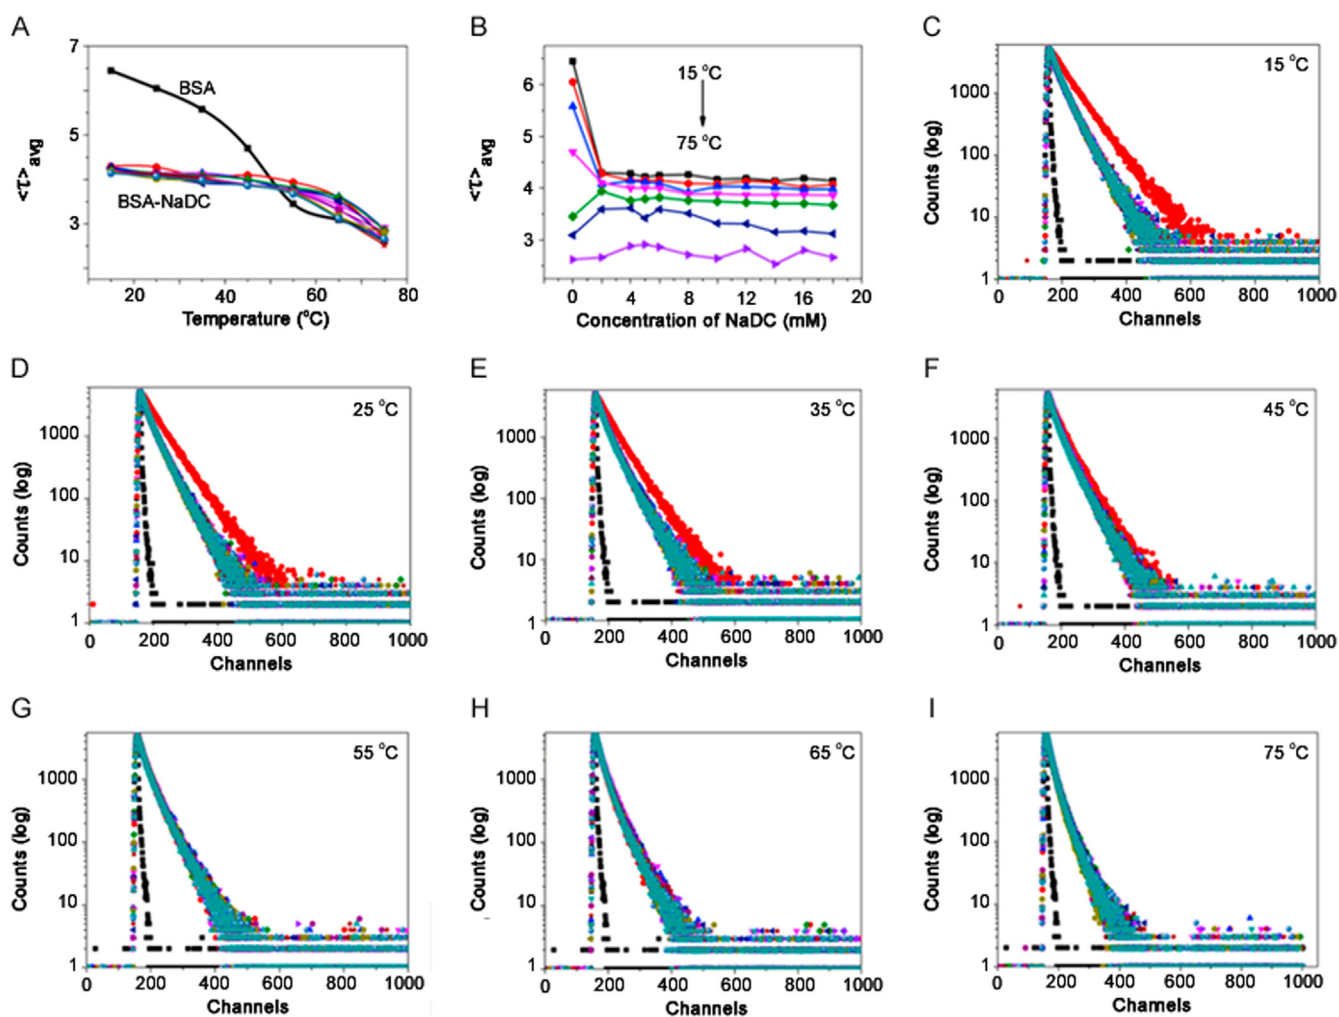 A
B
C
<τ> avg
7
5
3
BSA
BSA-NaDC
20 40 60 80
Temperature (°C)
<τ> avg
6
5
4
3
15 °C
75 °C
0 4 8 12 16 20
Concentration of NaDC (mM)
Counts (log)
1000
100
10
1
15 °C
0 200 400 600 800 1000
Channels
D
E
F
Counts (log)
1000
100
10
1
25 °C
0 200 400 600 800 1000
Channels
Counts (log)
1000
100
10
1
35 °C
0 200 400 600 800 1000
Channels
Counts (log)
1000
100
10
1
45 °C
0 200 400 600 800 1000
Channels
G
H
I
Counts (log)
1000
100
10
1
55 °C
0 200 400 600 800 1000
Channels
Counts (log)
1000
100
10
1
65 °C
0 200 400 600 800 1000
Channels
Counts (log)
1000
100
10
1
75 °C
0 200 400 600 800 1000
Channels